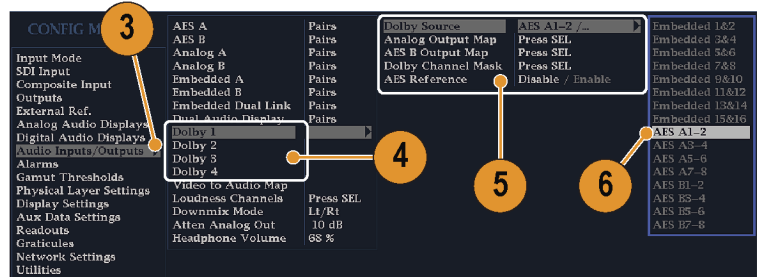 CONFIG M
3
Input Mode
SDI Input
Composite Input
Outputs
External Ref.
Analog Audio Displays
Digital Audio Displays
Audio Inputs/Outputs
Alarms
Gamut Thresholds
Physical Layer Settings
Display Settings
Aux Data Settings
Readouts
Graticules
Network Settings
Utilities
AES A Pairs
AES B Pairs
Analog A Pairs
Analog B Pairs
Embedded A Pairs
Embedded B Pairs
Embedded Dual Link Pairs
Dual Audio Display Pairs
Dolby 1
Dolby 2
Dolby 3
Dolby 4
Video to Audio Map
Loudness Channels Press SEL
Downmix Mode Lt/Rt
Atten Analog Out 10 dB
Headphone Volume 68 %
4
Dolby Source AES A1-2 /...
Analog Output Map Press SEL
AES B Output Map Press SEL
Dolby Channel Mask Press SEL
AES Reference Disable / Enable
5
6
Embedded 1&2
Embedded 3&4
Embedded 5&6
Embedded 7&8
Embedded 9&10
Embedded 11&12
Embedded 13&14
Embedded 15&16
AES A1-2
AES A3-4
AES A5-6
AES A7-8
AES B1-2
AES B3-4
AES B5-6
AES B7-8